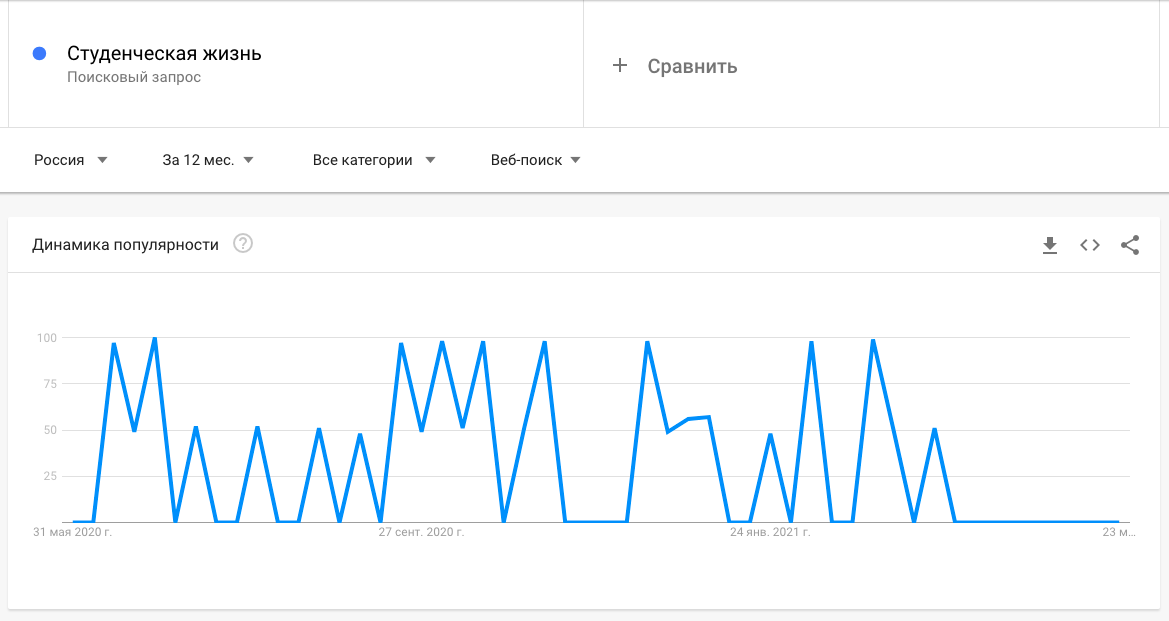 Студенческая жизнь
Поисковый запрос
+ Сравнить
Россия
За 12 мес.
Все категории
Веб-поиск
Динамика популярности ?
100
75
50
25
31 мая 2020 г.
27 сент. 2020 г.
24 янв. 2021 г.
23 м...